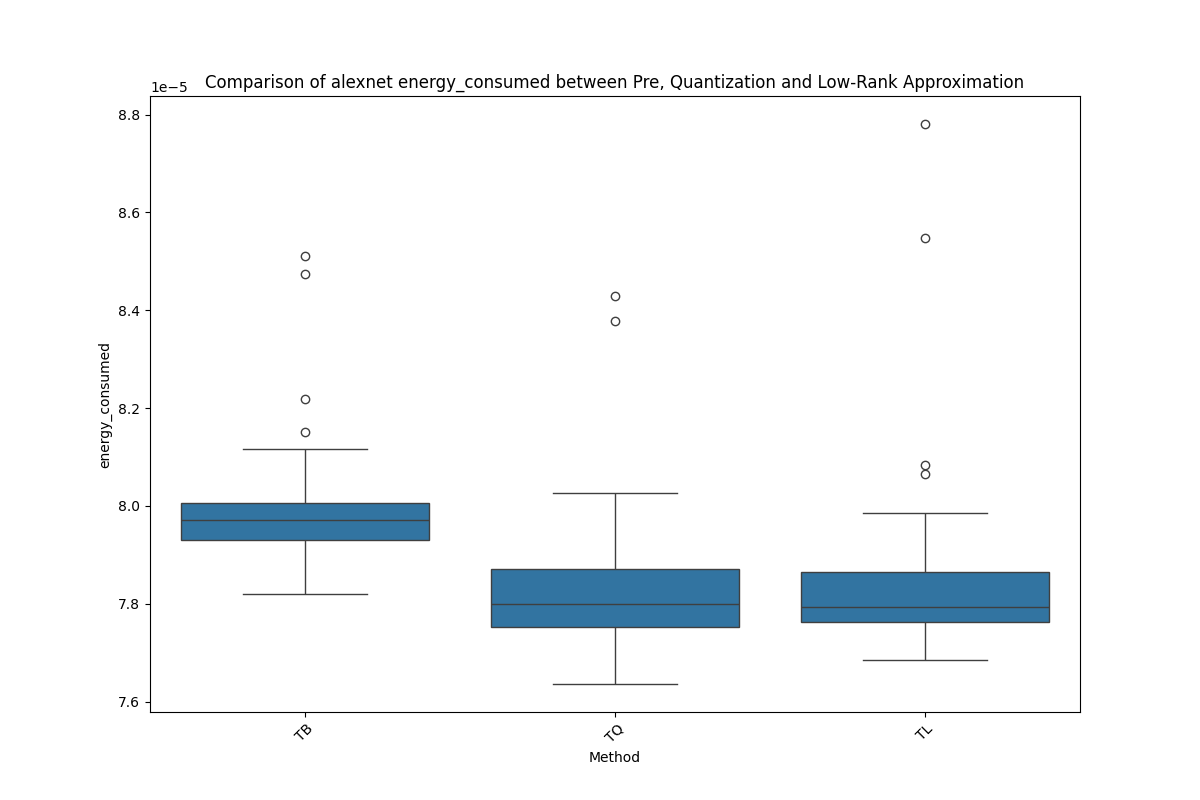 Comparison of alexnet energy_consumed between Pre, Quantization and Low-Rank Approximation
1e−5
8.8
8.6
8.4
8.2
8.0
7.8
7.6
energy_consumed
TB
TQ
TL
Method